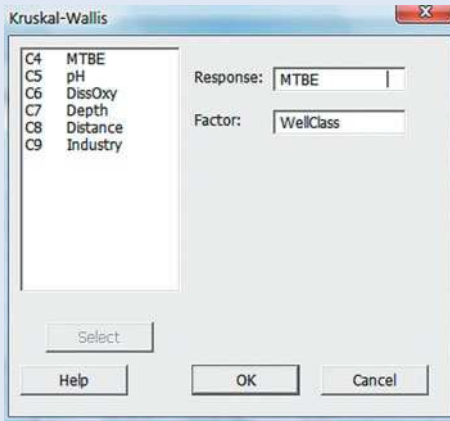 Kruskal-Wallis
x
C4 MTBE
C5 pH
C6 DissOxy
C7 Depth
C8 Distance
C9 Industry
Response: MTBE
Factor: WellClass
Select
Help OK Cancel